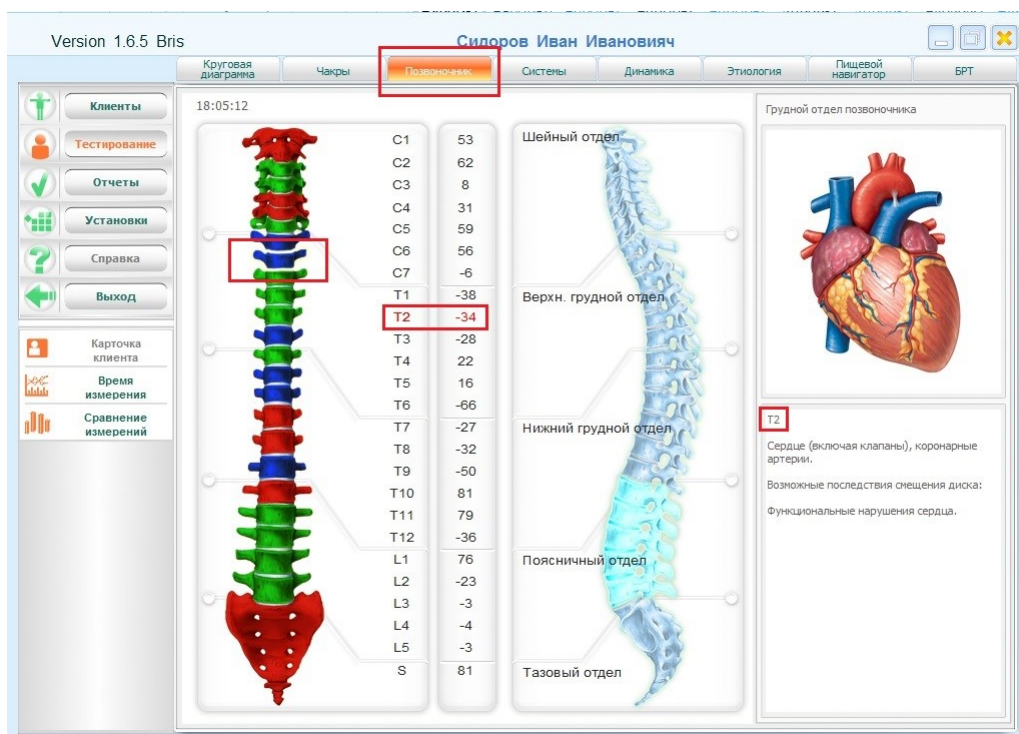 Version 1.6.5 Bris
Сидоров Иван Иванович
Круговая
диаграмма
Чакры
Позвоночник
Системы
Динамика
Этиология
Пищевой
навигатор
БРТ
Клиенты
Тестирование
Отчеты
Установки
Справка
Выход
Карточка
клиента
Время
измерения
Сравнение
измерений
18:05:12
C1 53
C2 62
C3 8
C4 31
C5 59
C6 56
C7 -6
T1 -38
T2 -34
T3 -28
T4 22
T5 16
T6 -66
T7 -27
T8 -32
T9 -50
T10 81
T11 79
T12 -36
L1 76
L2 -23
L3 -3
L4 -4
L5 -3
S 81
Шейный отдел
Верхн. грудной отдел
Нижний грудной отдел
Поясничный отдел
Тазовый отдел
Грудной отдел позвоночника
T2
Сердце (включая клапаны), коронарные
артерии.
Возможные последствия смещения диска:
Функциональные нарушения сердца.